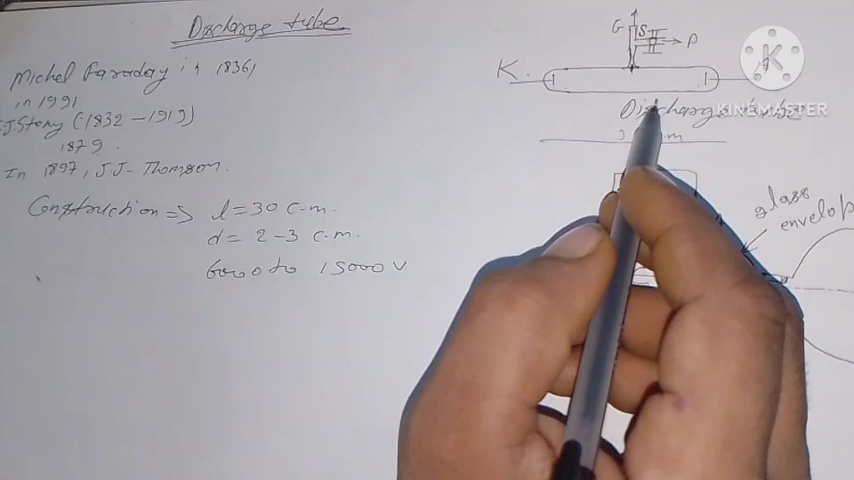 Discharge tube
Michel Faraday in 1836,
in 1991
J.Stony (1832-1919)
1879.
In 1897, J.J- Thomson.
Construction ⇒ l = 30 c.m.
d = 2-3 c.m.
6000 to 15000 V
G S
P
K
Discharge
glass
envelop
KINEMASTER